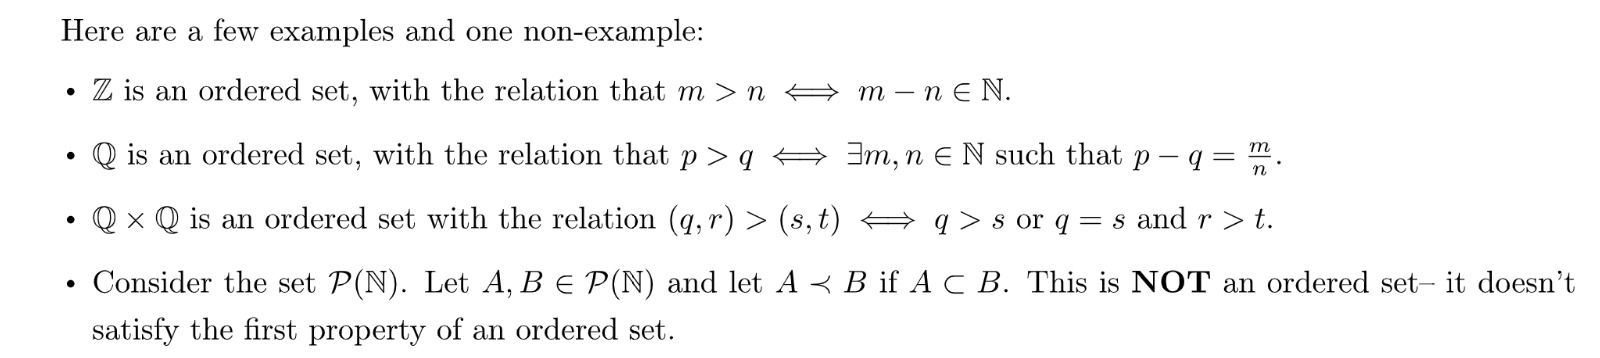 Here are a few examples and one non-example:
• ℤ is an ordered set, with the relation that m > n ⟺ m − n ∈ ℕ.
• ℚ is an ordered set, with the relation that p > q ⟺ ∃m, n ∈ ℕ such that p − q = m/n.
• ℚ × ℚ is an ordered set with the relation (q, r) > (s, t) ⟺ q > s or q = s and r > t.
• Consider the set 𝒫(ℕ). Let A, B ∈ 𝒫(ℕ) and let A ≺ B if A ⊂ B. This is NOT an ordered set– it doesn't
satisfy the first property of an ordered set.